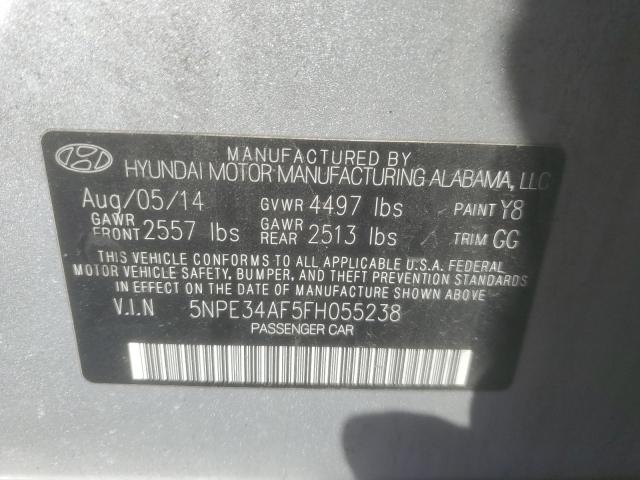 MANUFACTURED BY
HYUNDAI MOTOR MANUFACTURING ALABAMA, LLC
Aug/05/14 GVWR 4497 lbs PAINT Y8
GAWR FRONT 2557 lbs GAWR REAR 2513 lbs TRIM GG
THIS VEHICLE CONFORMS TO ALL APPLICABLE U.S.A. FEDERAL
MOTOR VEHICLE SAFETY, BUMPER, AND THEFT PREVENTION STANDARDS
IN EFFECT ON THE DATE OF MANUFACTURE SHOWN ABOVE.
V.I.N 5NPE34AF5FH055238
PASSENGER CAR